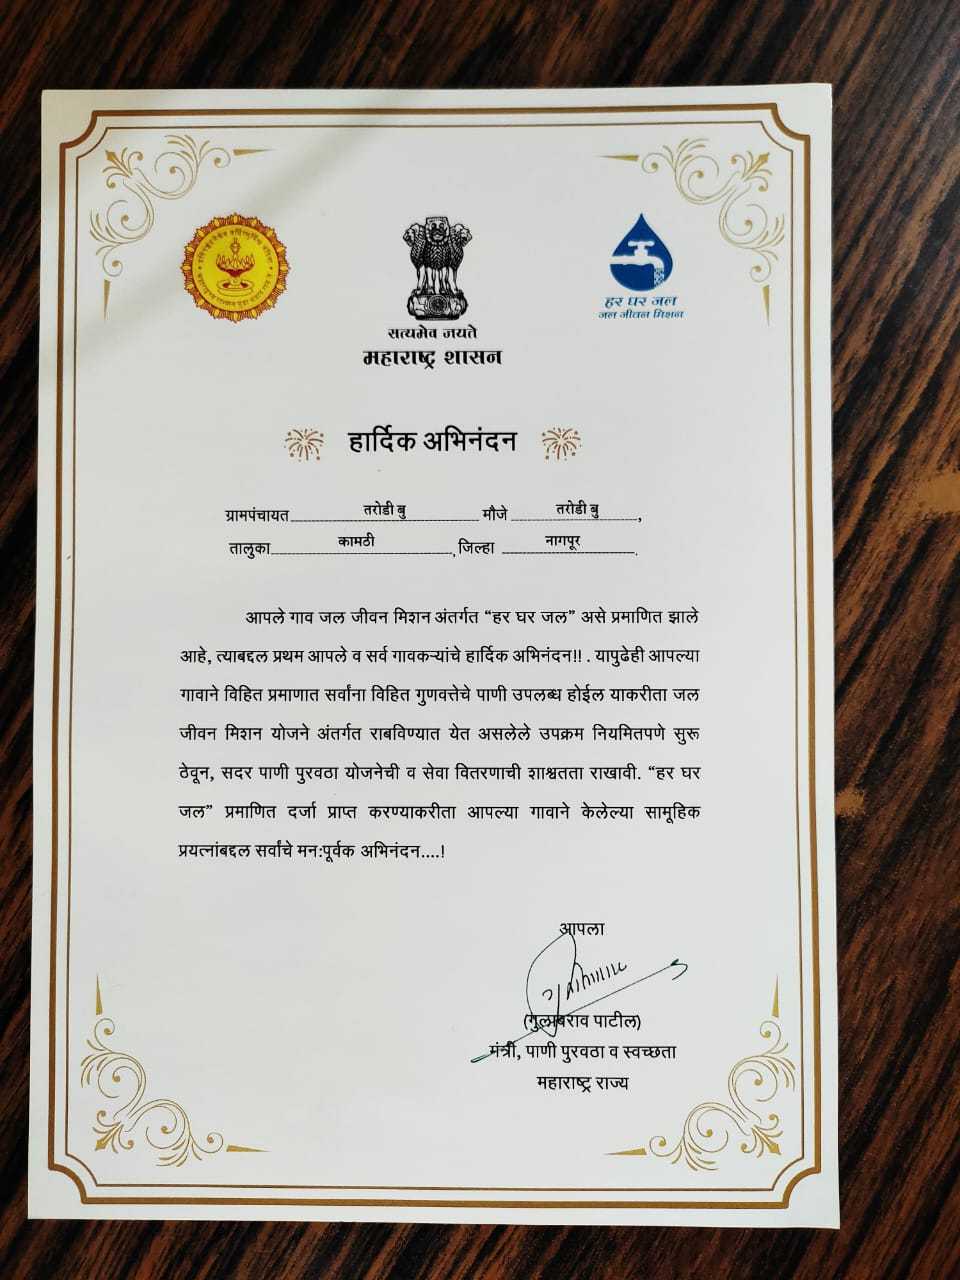 सत्यमेव जयते
महाराष्ट्र शासन
हर घर जल
जल जीवन मिशन
हार्दिक अभिनंदन
ग्रामपंचायत तरोडी बु मौजे तरोडी बु,
तालुका कामठी, जिल्हा नागपूर.
आपले गाव जल जीवन मिशन अंतर्गत “हर घर जल” असे प्रमाणित झाले
आहे, त्याबद्दल प्रथम आपले व सर्व गावकऱ्यांचे हार्दिक अभिनंदन!! . यापुढेही आपल्या
गावाने विहित प्रमाणात सर्वांना विहित गुणवत्तेचे पाणी उपलब्ध होईल याकरीता जल
जीवन मिशन योजने अंतर्गत राबविण्यात येत असलेले उपक्रम नियमितपणे सुरू
ठेवून, सदर पाणी पुरवठा योजनेची व सेवा वितरणाची शाश्वतता राखावी. “हर घर
जल” प्रमाणित दर्जा प्राप्त करण्याकरीता आपल्या गावाने केलेल्या सामूहिक
प्रयत्नांबद्दल सर्वांचे मन:पूर्वक अभिनंदन....!
आपला
(गुलाबराव पाटील)
मंत्री, पाणी पुरवठा व स्वच्छता
महाराष्ट्र राज्य